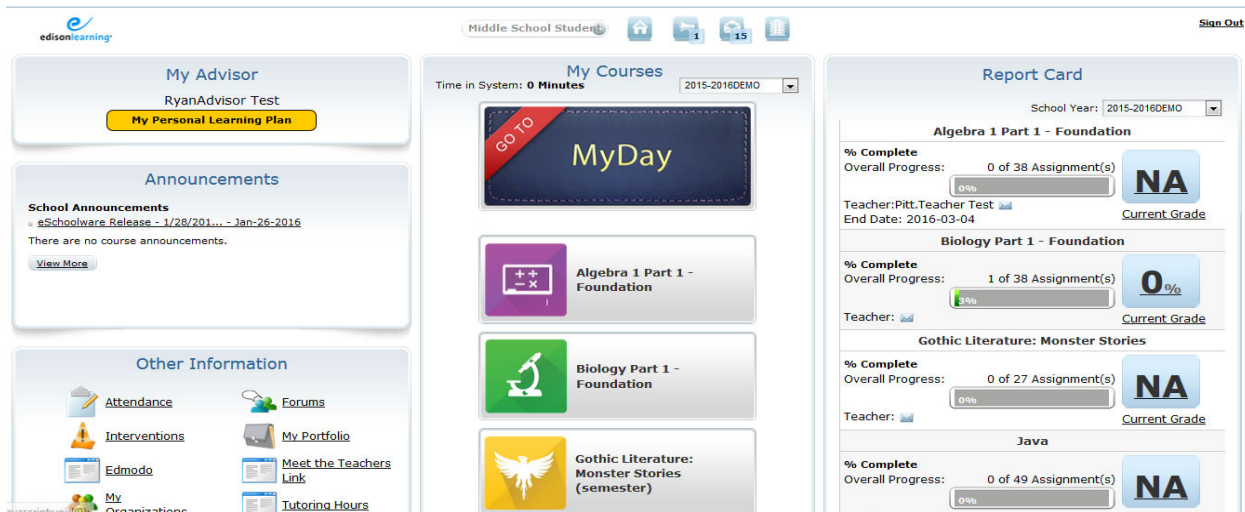 edisonlearning
Middle School Student
1
15
Sign Out
My Advisor
RyanAdvisor Test
My Personal Learning Plan
Announcements
School Announcements
eSchoolware Release - 1/28/201... - Jan-26-2016
There are no course announcements.
View More
Other Information
Attendance
Forums
Interventions
My Portfolio
Edmodo
Meet the Teachers
Link
My
Organizations
Tutoring Hours
My Courses
Time in System: 0 Minutes
2015-2016DEMO
GO TO
MyDay
Algebra 1 Part 1 -
Foundation
Biology Part 1 -
Foundation
Gothic Literature:
Monster Stories
(semester)
Report Card
School Year: 2015-2016DEMO
Algebra 1 Part 1 - Foundation
% Complete
Overall Progress: 0 of 38 Assignment(s)
0%
NA
Teacher:Pitt.Teacher Test
End Date: 2016-03-04
Current Grade
Biology Part 1 - Foundation
% Complete
Overall Progress: 1 of 38 Assignment(s)
3%
0%
Teacher:
Current Grade
Gothic Literature: Monster Stories
% Complete
Overall Progress: 0 of 27 Assignment(s)
0%
NA
Teacher:
Current Grade
Java
% Complete
Overall Progress: 0 of 49 Assignment(s)
0%
NA